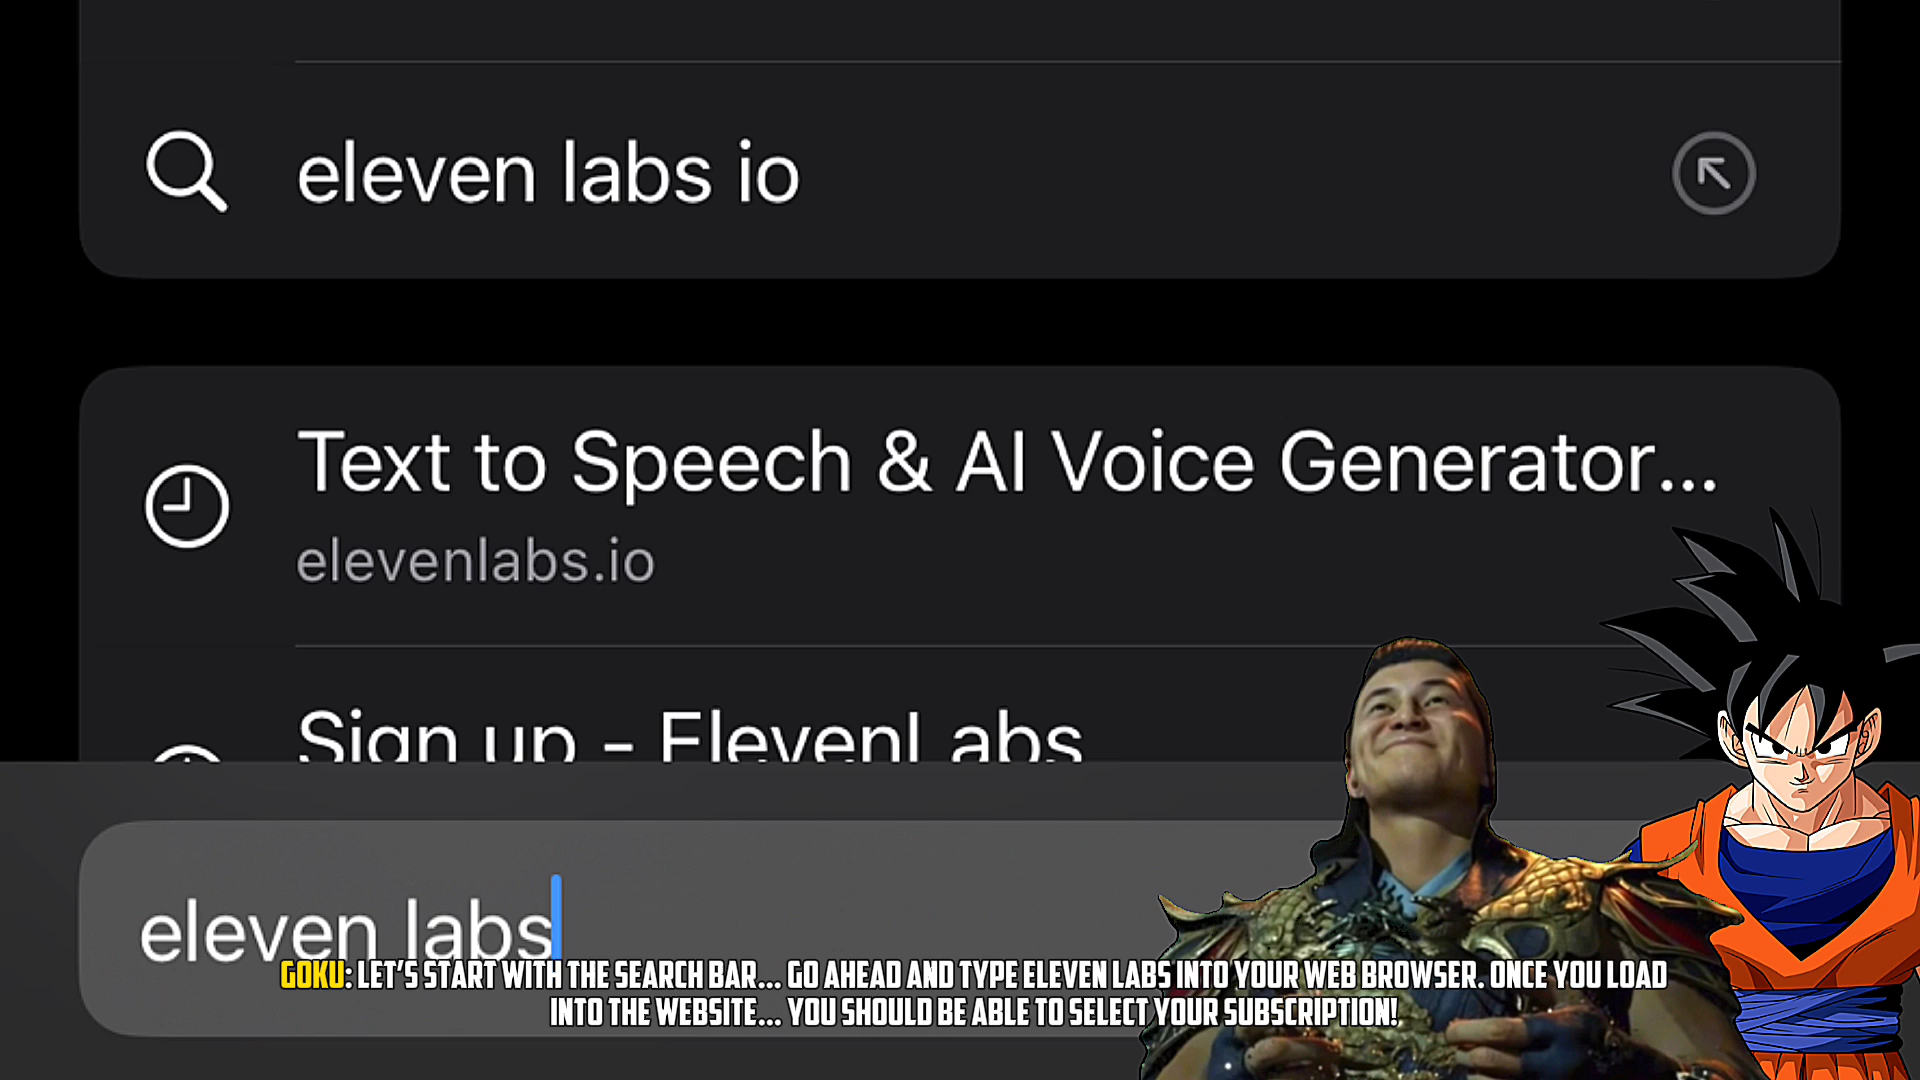 eleven labs io
Text to Speech & AI Voice Generator...
elevenlabs.io
Sign up - ElevenLabs
eleven labs
GOKU: LET'S START WITH THE SEARCH BAR... GO AHEAD AND TYPE ELEVEN LABS INTO YOUR WEB BROWSER. ONCE YOU LOAD
INTO THE WEBSITE... YOU SHOULD BE ABLE TO SELECT YOUR SUBSCRIPTION!